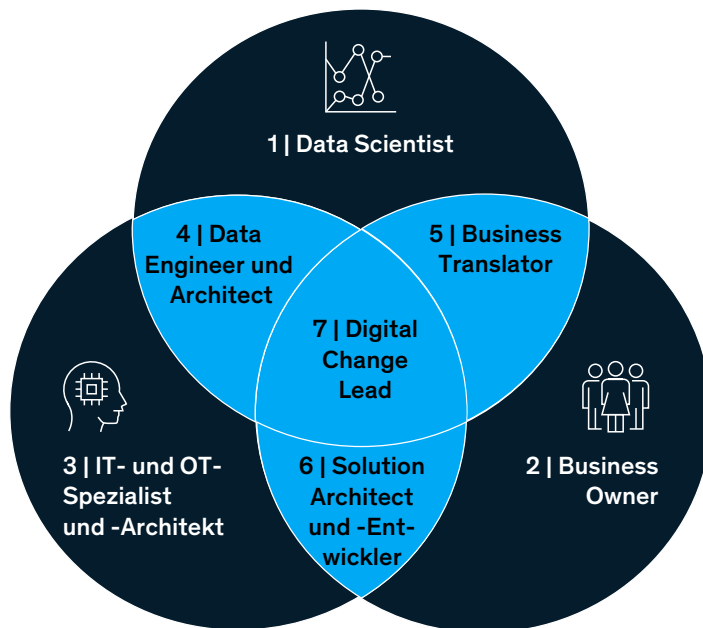 1 | Data Scientist
4 | Data
Engineer und
Architect
5 | Business
Translator
7 | Digital
Change
Lead
3 | IT- und OT-
Spezialist
und -Architekt
6 | Solution
Architect
und -Ent-
wickler
2 | Business
Owner